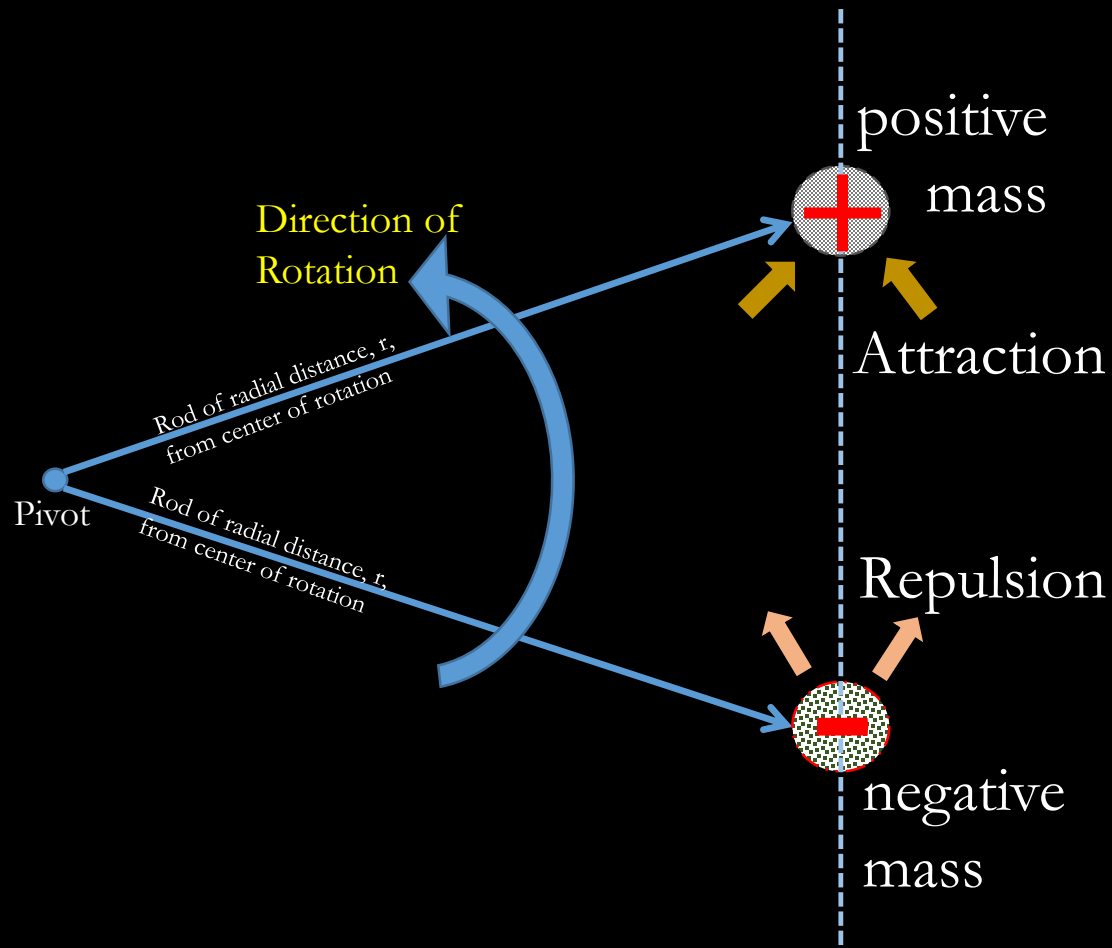 positive
mass
Direction of
Rotation
Attraction
Rod of radial distance, r,
from center of rotation
Pivot
Rod of radial distance, r,
from center of rotation
Repulsion
negative
mass